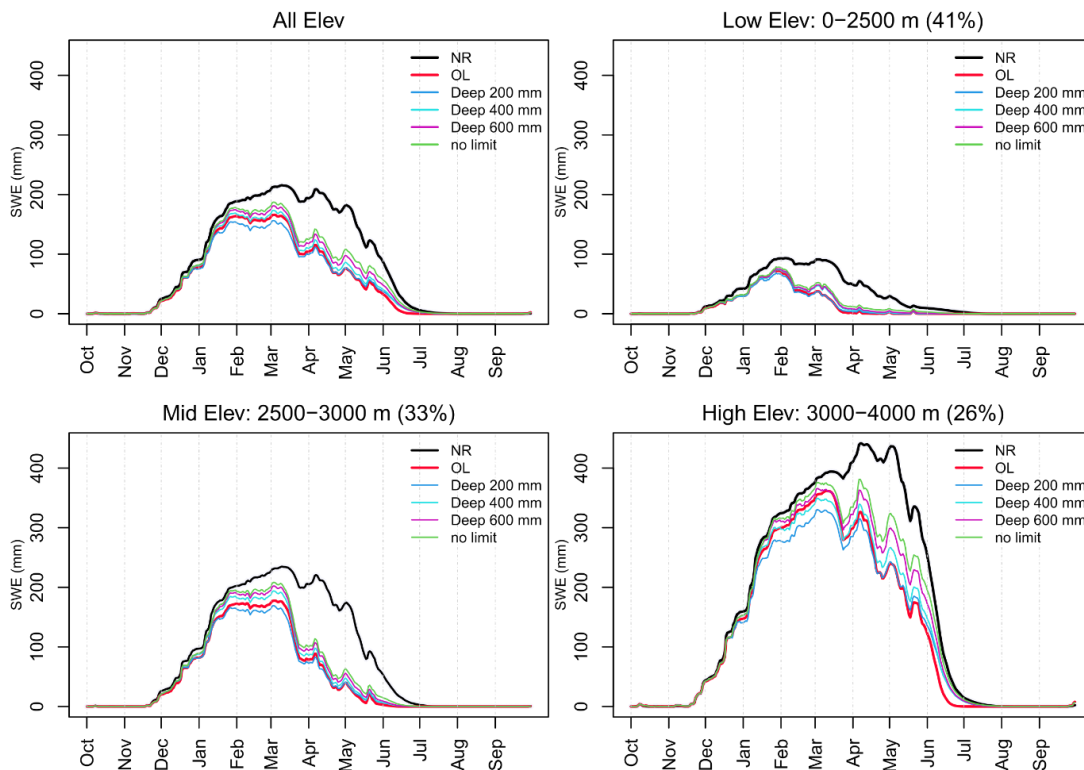 All Elev
NR
OL
Deep 200 mm
Deep 400 mm
Deep 600 mm
no limit
SWE (mm)
400
300
200
100
0
Oct Nov Dec Jan Feb Mar Apr May Jun Jul Aug Sep
Low Elev: 0−2500 m (41%)
NR
OL
Deep 200 mm
Deep 400 mm
Deep 600 mm
no limit
SWE (mm)
400
300
200
100
0
Oct Nov Dec Jan Feb Mar Apr May Jun Jul Aug Sep
Mid Elev: 2500−3000 m (33%)
NR
OL
Deep 200 mm
Deep 400 mm
Deep 600 mm
no limit
SWE (mm)
400
300
200
100
0
Oct Nov Dec Jan Feb Mar Apr May Jun Jul Aug Sep
High Elev: 3000−4000 m (26%)
NR
OL
Deep 200 mm
Deep 400 mm
Deep 600 mm
no limit
SWE (mm)
400
300
200
100
0
Oct Nov Dec Jan Feb Mar Apr May Jun Jul Aug Sep